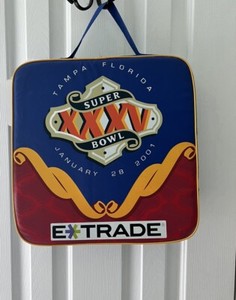 TAMPA FLORIDA
SUPER
XXXV
BOWL
JANUARY 28 2001
E*TRADE